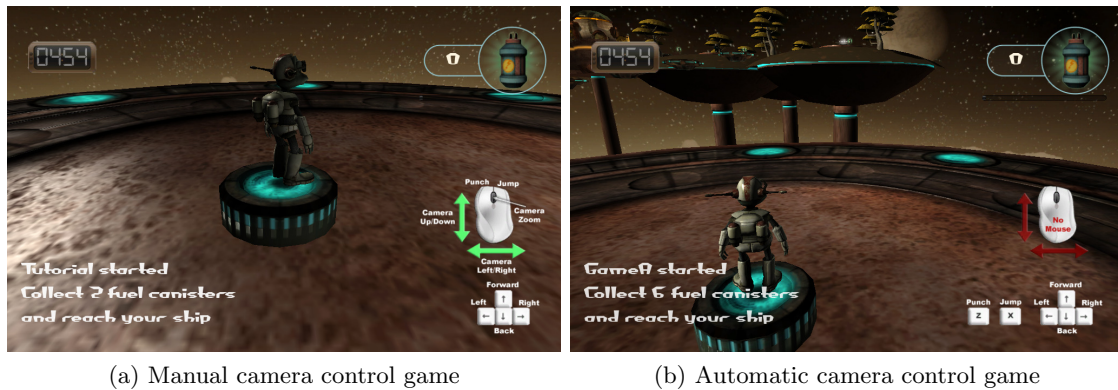 0454
0
Punch Jump
Camera Up/Down
Camera Zoom
Camera Left/Right
Tutorial started
Collect 2 fuel canisters
and reach your ship
Forward
Left ↑ Right
← ↓ →
Back
(a) Manual camera control game
0454
0
No Mouse
GameA started
Collect 6 fuel canisters
and reach your ship
Forward
Punch Jump Left ↑ Right
Z X ← ↓ →
Back
(b) Automatic camera control game